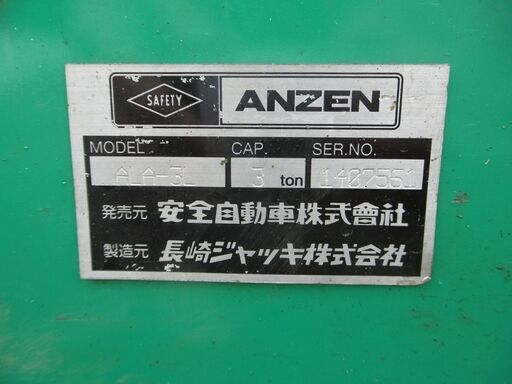 SAFETY ANZEN
MODEL CAP. SER.NO.
ALA-3L 3 ton 1407551
発売元 安全自動車株式會社
製造元 長崎ジャッキ株式会社